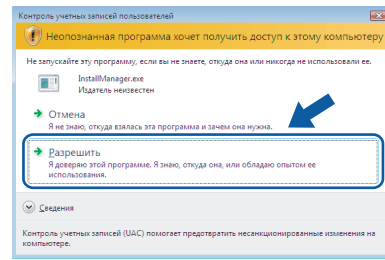 Контроль учетных записей пользователей
Неопознанная программа хочет получить доступ к этому компьютеру
Не запускайте эту программу, если вы не знаете, откуда она или никогда не использовали ее.
InstallManager.exe
Издатель неизвестен
Отмена
Я не знаю, откуда взялась эта программа и зачем она нужна.
Разрешить
Я доверяю этой программе. Я знаю, откуда она, или обладаю опытом ее
использования.
Сведения
Контроль учетных записей (UAC) помогает предотвратить несанкционированные изменения на
компьютере.